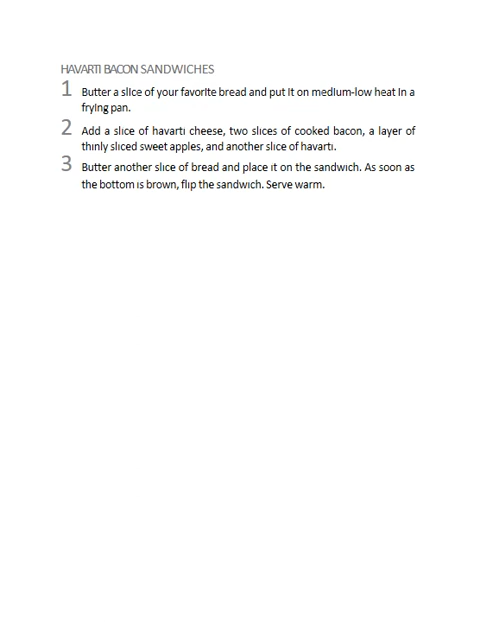 HAVARTI BACON SANDWICHES
1 Butter a slice of your favorite bread and put it on medium-low heat in a
frying pan.
2 Add a slice of havarti cheese, two slices of cooked bacon, a layer of
thinly sliced sweet apples, and another slice of havarti.
3 Butter another slice of bread and place it on the sandwich. As soon as
the bottom is brown, flip the sandwich. Serve warm.